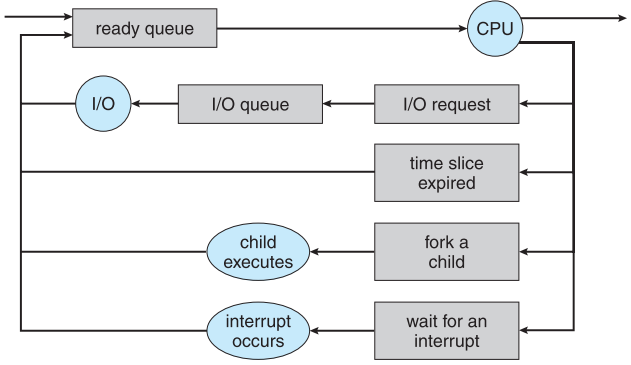 ready queue
CPU
I/O
I/O queue
I/O request
time slice
expired
child
executes
fork a
child
interrupt
occurs
wait for an
interrupt